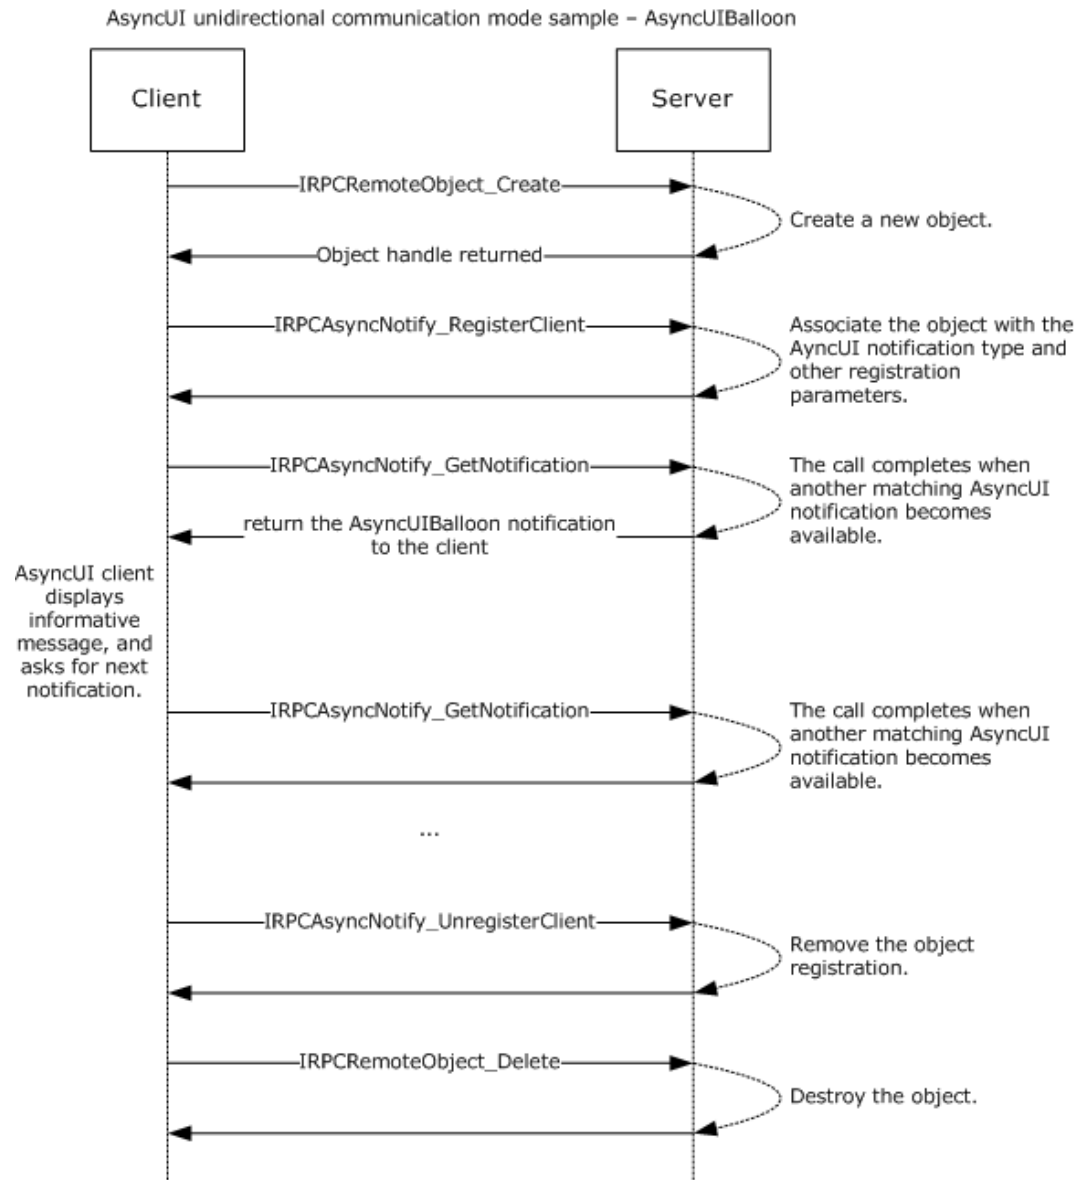 AsyncUI unidirectional communication mode sample – AsyncUIBalloon
Client
Server
IRPCRemoteObject_Create
Create a new object.
Object handle returned
IRPCAsyncNotify_RegisterClient
Associate the object with the
AyncUI notification type and
other registration
parameters.
IRPCAsyncNotify_GetNotification
The call completes when
another matching AsyncUI
notification becomes
available.
return the AsyncUIBalloon notification
to the client
AsyncUI client
displays
informative
message, and
asks for next
notification.
IRPCAsyncNotify_GetNotification
The call completes when
another matching AsyncUI
notification becomes
available.
...
IRPCAsyncNotify_UnregisterClient
Remove the object
registration.
IRPCRemoteObject_Delete
Destroy the object.